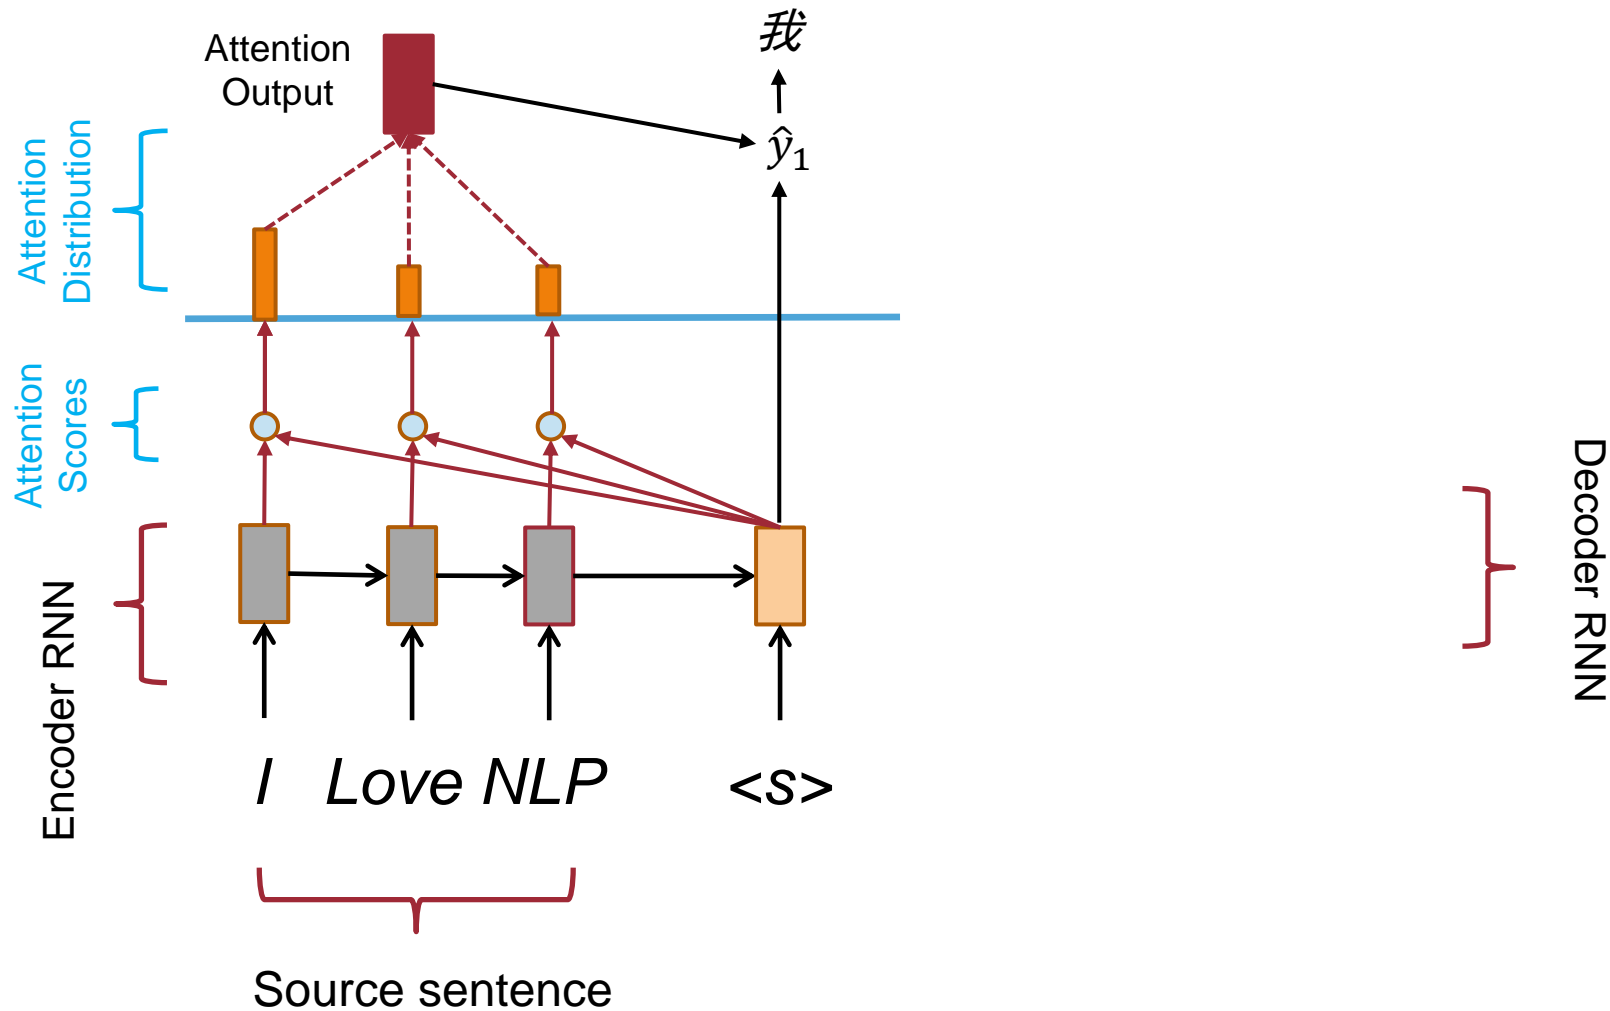 Attention
Output
我
ŷ₁
Attention
Distribution
Attention
Scores
Encoder RNN
Decoder RNN
I Love NLP <s>
Source sentence